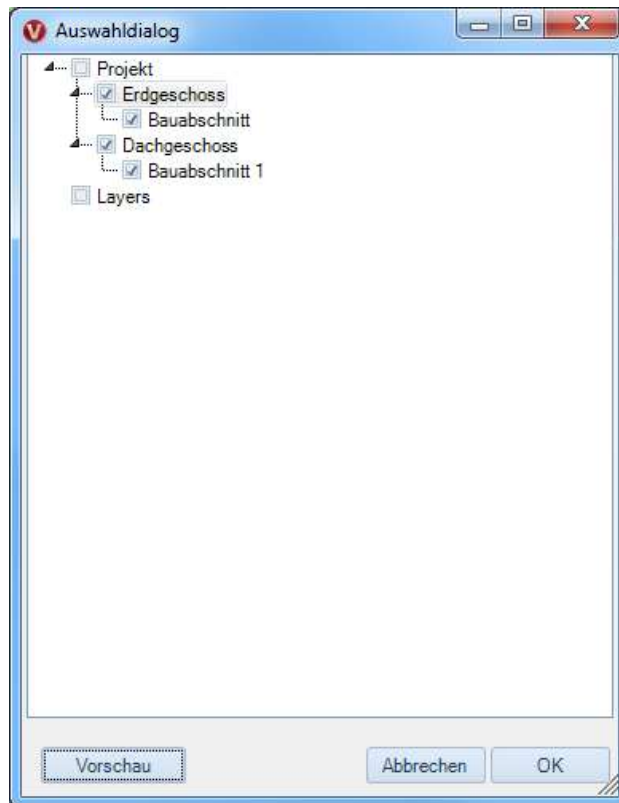 Auswahldialog
Projekt
Erdgeschoss
Bauabschnitt
Dachgeschoss
Bauabschnitt 1
Layers
Vorschau Abbrechen OK